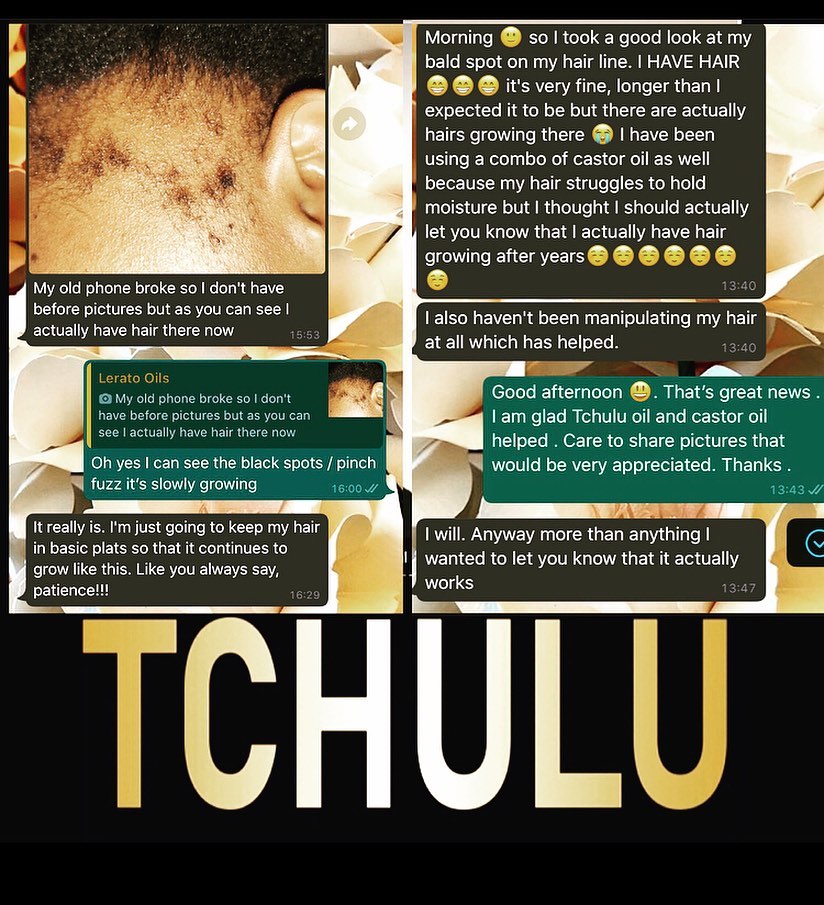 My old phone broke so I don't have
before pictures but as you can see I
actually have hair there now
15:53
Lerato Oils
📷 My old phone broke so I don't
have before pictures but as you can
see I actually have hair there now
Oh yes I can see the black spots / pinch
fuzz it’s slowly growing
16:00
It really is. I'm just going to keep my hair
in basic plats so that it continues to
grow like this. Like you always say,
patience!!!
16:29
Morning 🙂 so I took a good look at my
bald spot on my hair line. I HAVE HAIR
😁😁😁 it's very fine, longer than I
expected it to be but there are actually
hairs growing there 😭 I have been
using a combo of castor oil as well
because my hair struggles to hold
moisture but I thought I should actually
let you know that I actually have hair
growing after years☺️☺️☺️☺️☺️☺️
☺️
13:40
I also haven't been manipulating my hair
at all which has helped.
13:40
Good afternoon 😃. That’s great news .
I am glad Tchulu oil and castor oil
helped . Care to share pictures that
would be very appreciated. Thanks .
13:43
I will. Anyway more than anything I
wanted to let you know that it actually
works
13:47
TCHULU